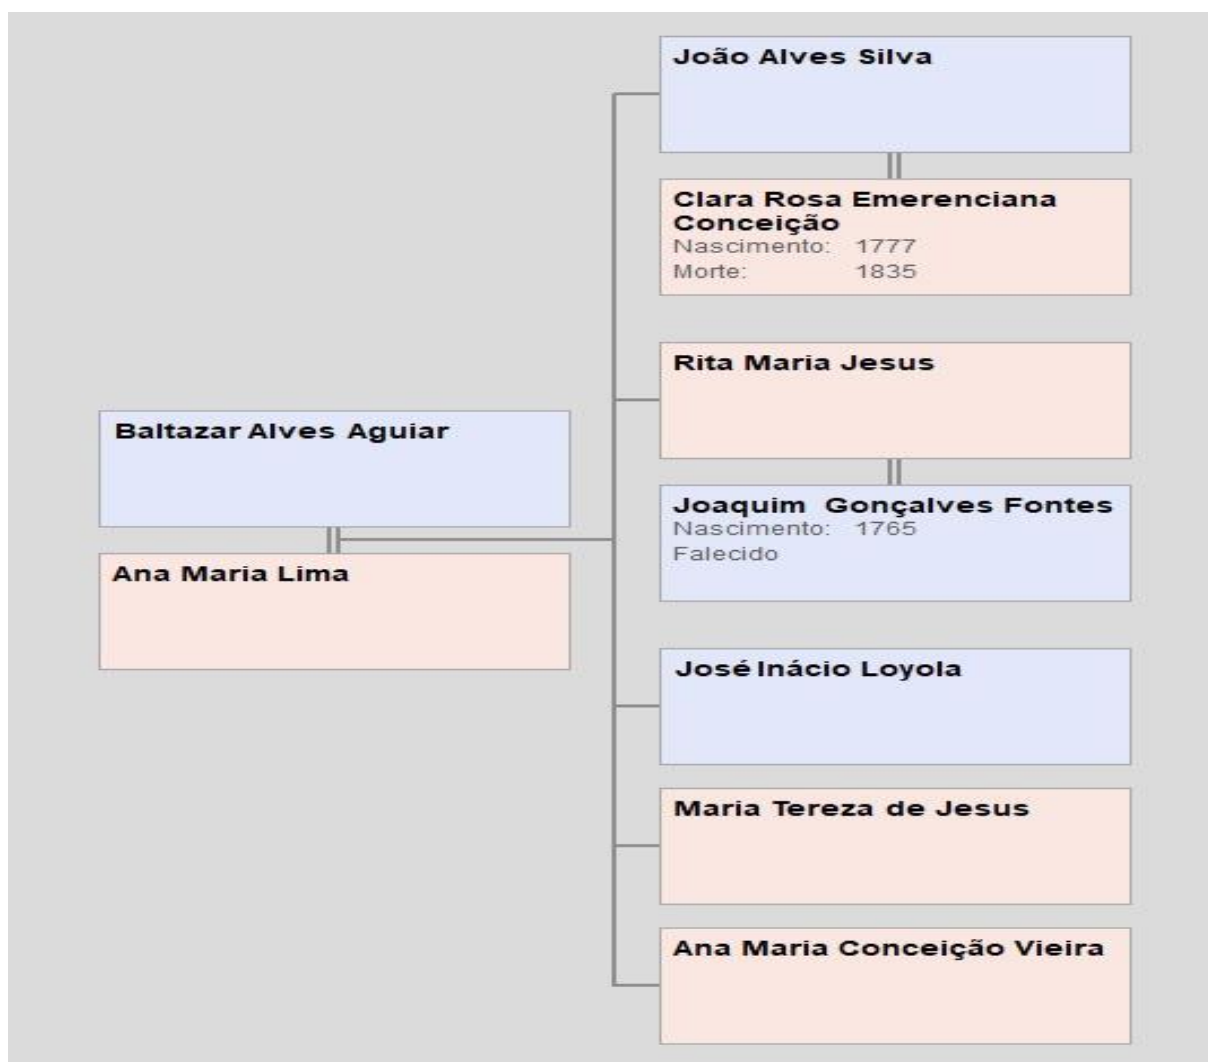 João Alves Silva
Clara Rosa Emerenciana
Conceição
Nascimento: 1777
Morte: 1835
Rita Maria Jesus
Baltazar Alves Aguiar
Joaquim Gonçalves Fontes
Nascimento: 1765
Falecido
Ana Maria Lima
José Inácio Loyola
Maria Tereza de Jesus
Ana Maria Conceição Vieira